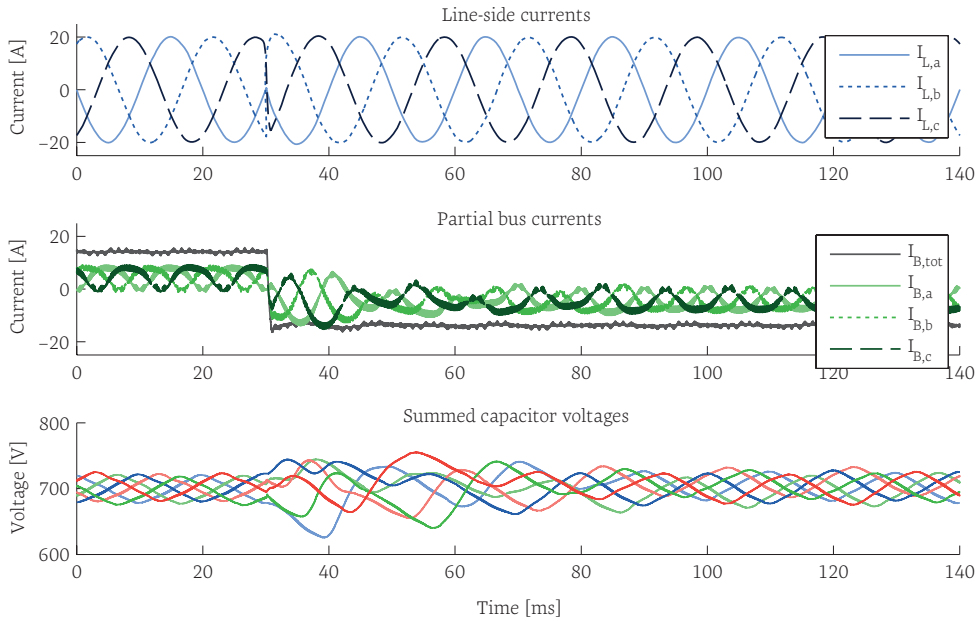 Line-side currents
Current [A]
20
0
−20
I_L,a
I_L,b
I_L,c
0 20 40 60 80 100 120 140
Partial bus currents
Current [A]
20
0
−20
I_B,tot
I_B,a
I_B,b
I_B,c
0 20 40 60 80 100 120 140
Summed capacitor voltages
Voltage [V]
800
700
600
0 20 40 60 80 100 120 140
Time [ms]